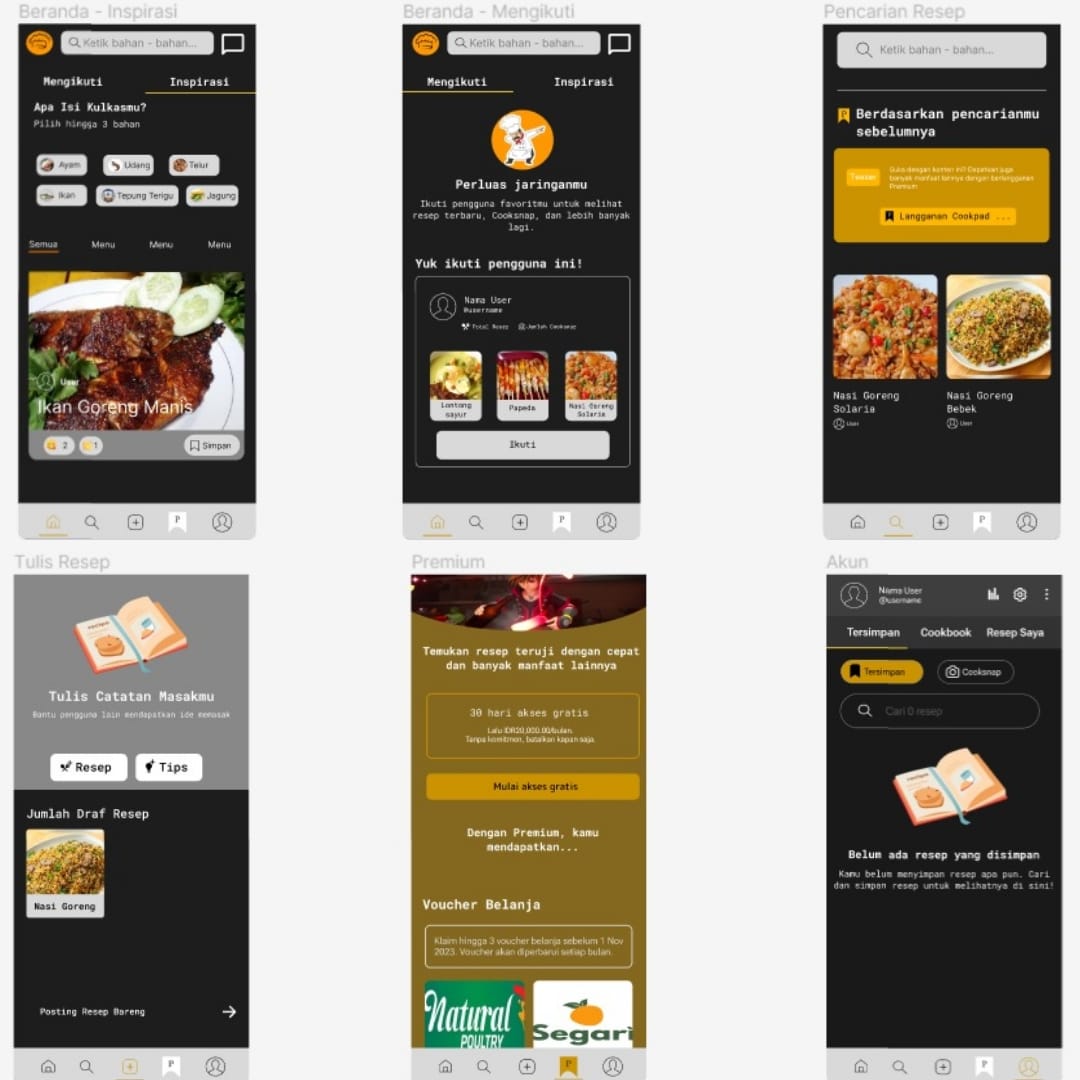 Beranda - Inspirasi
Ketik bahan - bahan...
Mengikuti
Inspirasi
Apa Isi Kulkasmu?
Pilih hingga 3 bahan
Ayam
Udang
Telur
Ikan
Tepung Terigu
Jagung
Semua
Menu
Menu
Menu
User
Ikan Goreng Manis
2
1
Simpan
P
Beranda - Mengikuti
Ketik bahan - bahan...
Mengikuti
Inspirasi
Perluas jaringanmu
Ikuti pengguna favoritmu untuk melihat
resep terbaru, Cooksnap, dan lebih banyak
lagi.
Yuk ikuti pengguna ini!
Nama User
@username
Total Resep
Jumlah Cooksnap
Lontong
sayur
Papeda
Nasi Goreng
Solaria
Ikuti
P
Pencarian Resep
Ketik bahan - bahan...
P
Berdasarkan pencarianmu
sebelumnya
Teaser
Suka dengan konten ini? Dapatkan juga
banyak manfaat lainnya dengan berlangganan
Premium
Langganan Cookpad ...
Nasi Goreng
Solaria
User
Nasi Goreng
Bebek
User
P
Tulis Resep
recipe
Tulis Catatan Masakmu
Bantu pengguna lain mendapatkan ide memasak
Resep
Tips
Jumlah Draf Resep
Nasi Goreng
Posting Resep Bareng
P
Premium
Temukan resep teruji dengan cepat
dan banyak manfaat lainnya
30 hari akses gratis
Lalu IDR20,000.00/bulan.
Tanpa komitmen, batalkan kapan saja.
Mulai akses gratis
Dengan Premium, kamu
mendapatkan...
Voucher Belanja
Klaim hingga 3 voucher belanja sebelum 1 Nov
2023. Voucher akan diperbarui setiap bulan.
Natural
POULTRY
Segari
P
Akun
Nama User
@username
Tersimpan
Cookbook
Resep Saya
Tersimpan
Cooksnap
Cari 0 resep
recipe
Belum ada resep yang disimpan
Kamu belum menyimpan resep apa pun. Cari
dan simpan resep untuk melihatnya di sini!
P